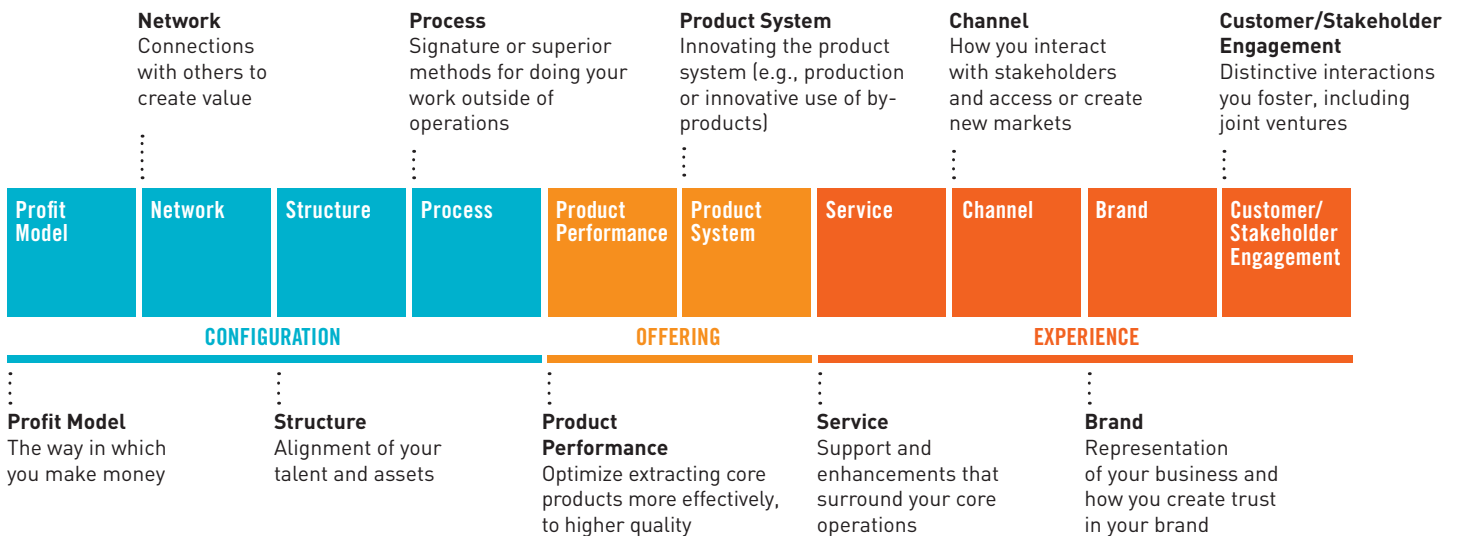 Network
Connections
with others to
create value
Process
Signature or superior
methods for doing your
work outside of
operations
Product System
Innovating the product
system (e.g., production
or innovative use of by-
products)
Channel
How you interact
with stakeholders
and access or create
new markets
Customer/Stakeholder
Engagement
Distinctive interactions
you foster, including
joint ventures
Profit
Model
Network
Structure
Process
Product
Performance
Product
System
Service
Channel
Brand
Customer/
Stakeholder
Engagement
CONFIGURATION
OFFERING
EXPERIENCE
Profit Model
The way in which
you make money
Structure
Alignment of your
talent and assets
Product
Performance
Optimize extracting core
products more effectively,
to higher quality
Service
Support and
enhancements that
surround your core
operations
Brand
Representation
of your business and
how you create trust
in your brand